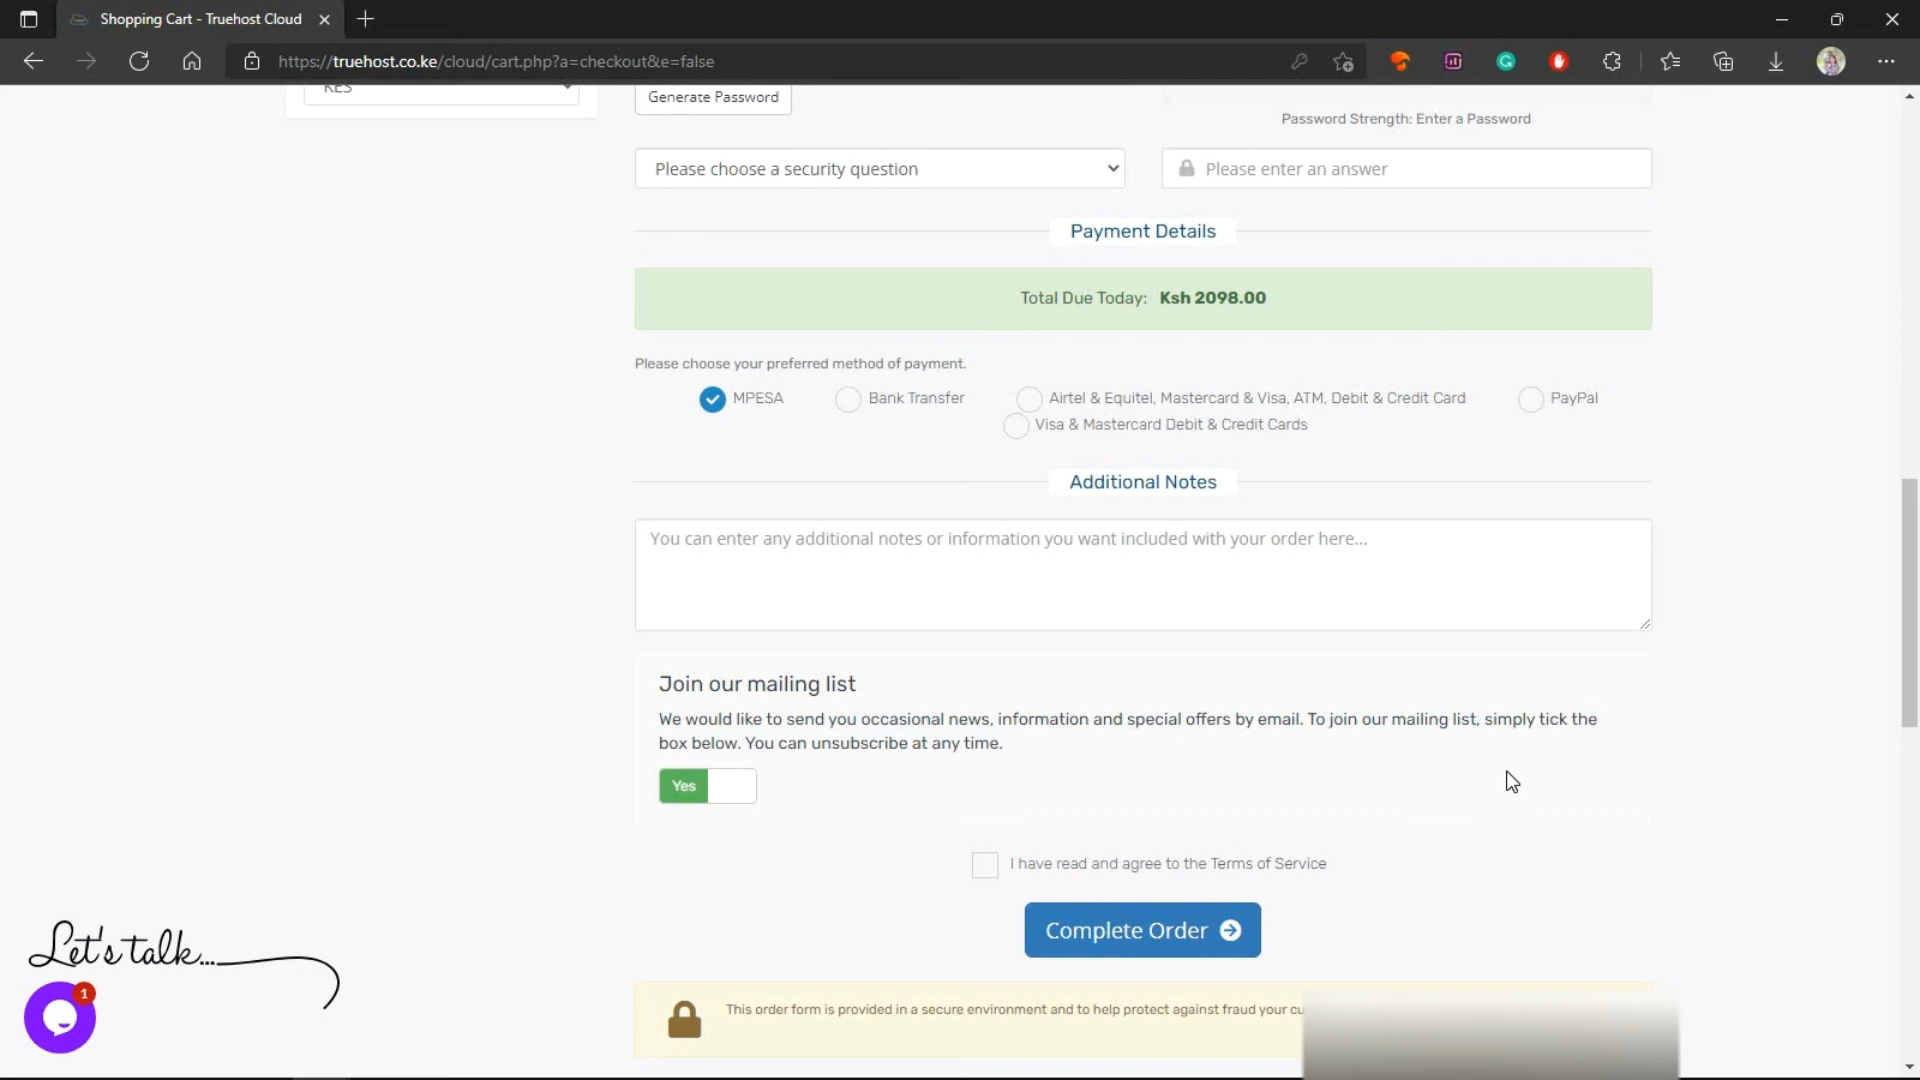 Shopping Cart - Truehost Cloud
https://truehost.co.ke/cloud/cart.php?a=checkout&e=false
KES
Generate Password
Password Strength: Enter a Password
Please choose a security question
Please enter an answer
Payment Details
Total Due Today: Ksh 2098.00
Please choose your preferred method of payment.
MPESA
Bank Transfer
Airtel & Equitel, Mastercard & Visa, ATM, Debit & Credit Card
PayPal
Visa & Mastercard Debit & Credit Cards
Additional Notes
You can enter any additional notes or information you want included with your order here...
Join our mailing list
We would like to send you occasional news, information and special offers by email. To join our mailing list, simply tick the
box below. You can unsubscribe at any time.
Yes
I have read and agree to the Terms of Service
Complete Order
Let's talk...
1
This order form is provided in a secure environment and to help protect against fraud your